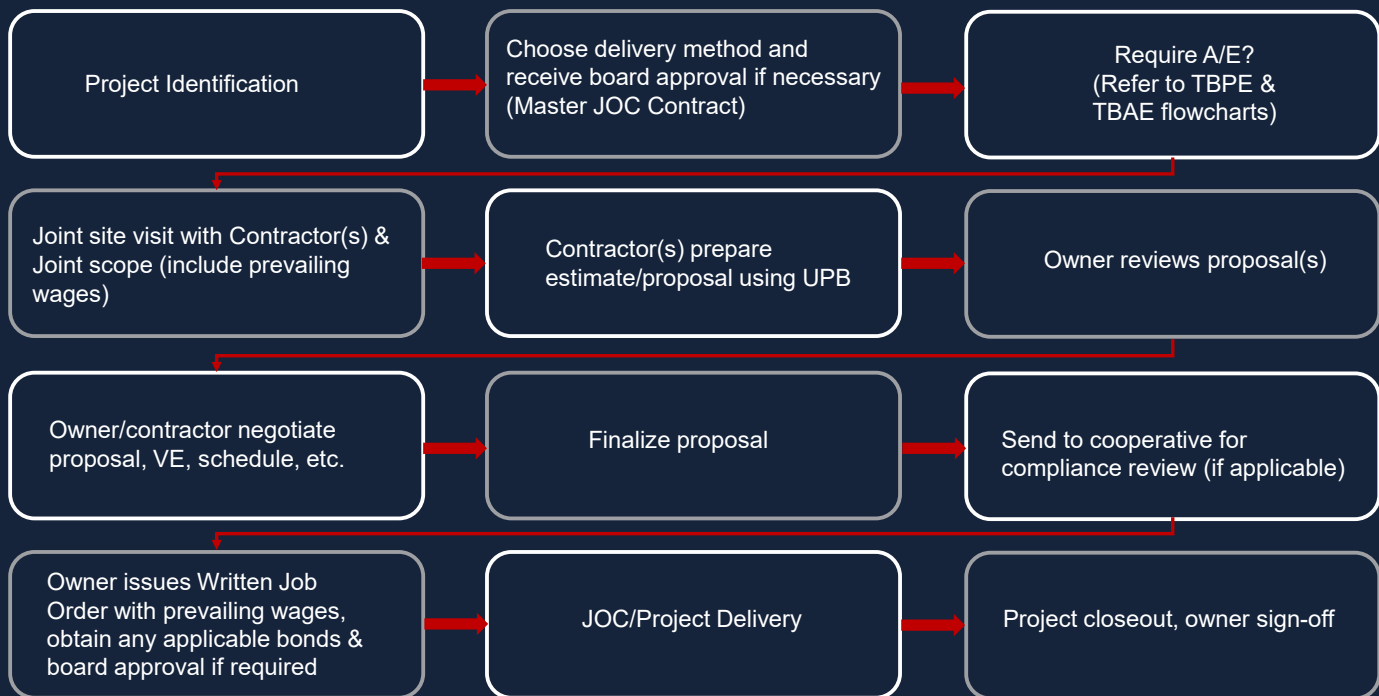 Project Identification
Choose delivery method and
receive board approval if necessary
(Master JOC Contract)
Require A/E?
(Refer to TBPE &
TBAE flowcharts)
Joint site visit with Contractor(s) &
Joint scope (include prevailing
wages)
Contractor(s) prepare
estimate/proposal using UPB
Owner reviews proposal(s)
Owner/contractor negotiate
proposal, VE, schedule, etc.
Finalize proposal
Send to cooperative for
compliance review (if applicable)
Owner issues Written Job
Order with prevailing wages,
obtain any applicable bonds &
board approval if required
JOC/Project Delivery
Project closeout, owner sign-off